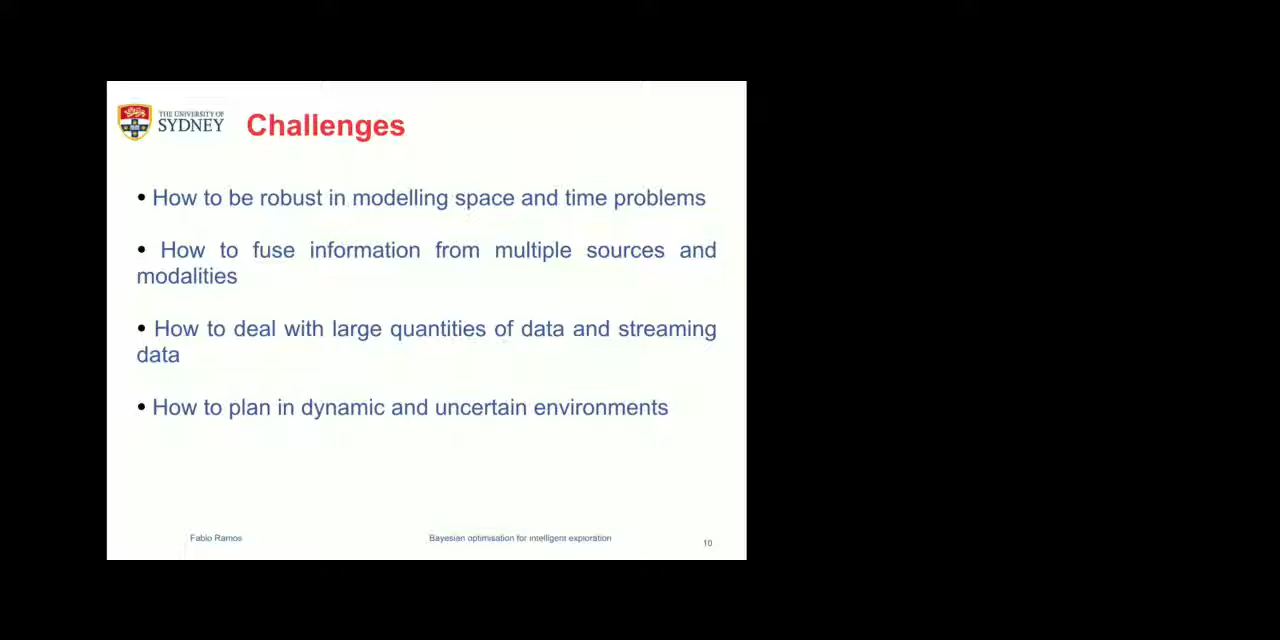 THE UNIVERSITY OF
SYDNEY
Challenges
• How to be robust in modelling space and time problems
• How to fuse information from multiple sources and
modalities
• How to deal with large quantities of data and streaming
data
• How to plan in dynamic and uncertain environments
Fabio Ramos
Bayesian optimisation for intelligent exploration
10